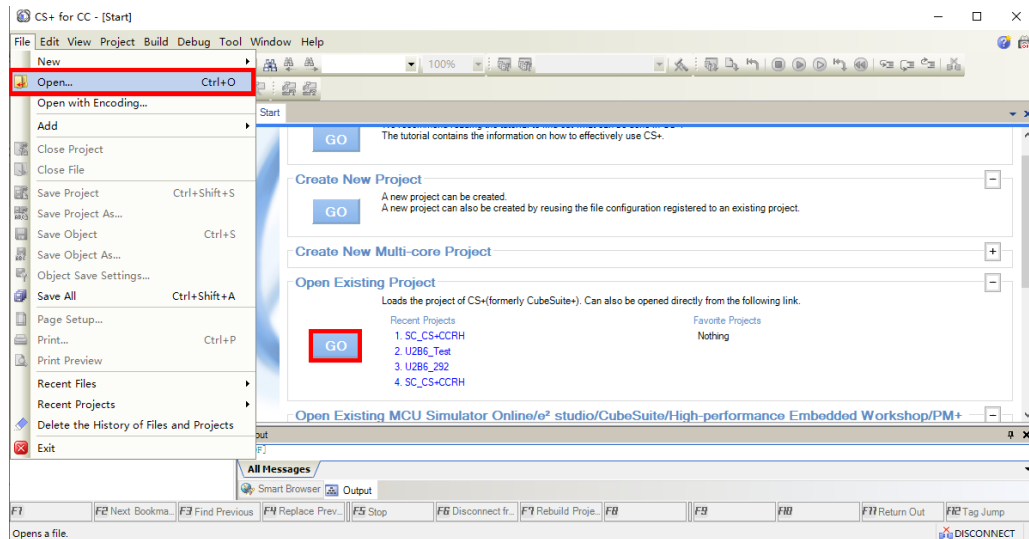 CS+ for CC - [Start]
File Edit View Project Build Debug Tool Window Help
New
Open... Ctrl+O
Open with Encoding...
Add
Close Project
Close File
Save Project Ctrl+Shift+S
Save Project As...
Save Object Ctrl+S
Save Object As...
Object Save Settings...
Save All Ctrl+Shift+A
Page Setup...
Print... Ctrl+P
Print Preview
Recent Files
Recent Projects
Delete the History of Files and Projects
Exit
100%
Start
GO
The tutorial contains the information on how to effectively use CS+.
Create New Project
A new project can be created.
GO
A new project can also be created by reusing the file configuration registered to an existing project.
Create New Multi-core Project
Open Existing Project
Loads the project of CS+(formerly CubeSuite+). Can also be opened directly from the following link.
Recent Projects Favorite Projects
GO
1. SC_CS+CCRH Nothing
2. U2B6_Test
3. U2B6_292
4. SC_CS+CCRH
Open Existing MCU Simulator Online/e² studio/CubeSuite/High-performance Embedded Workshop/PM+
All Messages
Smart Browser Output
F1 F2 Next Bookma... F3 Find Previous F4 Replace Prev... F5 Stop F6 Disconnect fr... F7 Rebuild Proje... F8 F9 F10 F11 Return Out F12 Tag Jump
Opens a file. DISCONNECT